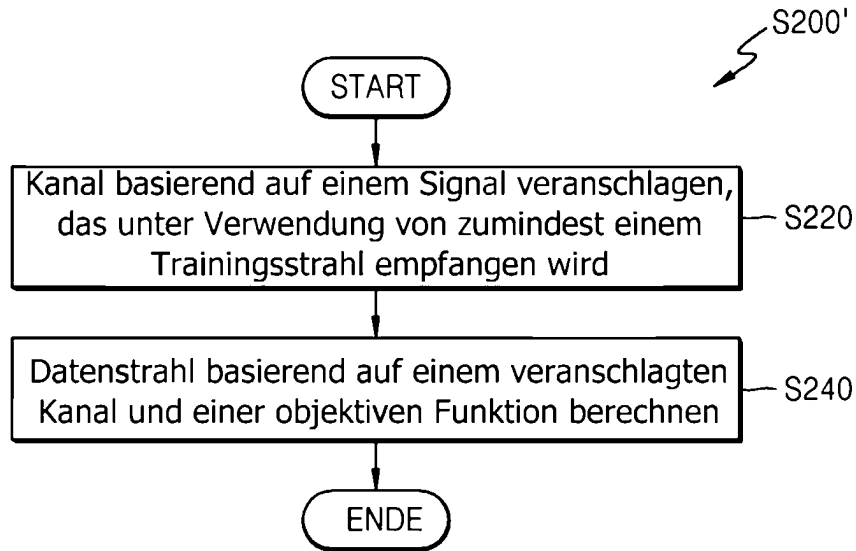 S200'
START
Kanal basierend auf einem Signal veranschlagen,
das unter Verwendung von zumindest einem
Trainingsstrahl empfangen wird
S220
Datenstrahl basierend auf einem veranschlagten
Kanal und einer objektiven Funktion berechnen
S240
ENDE